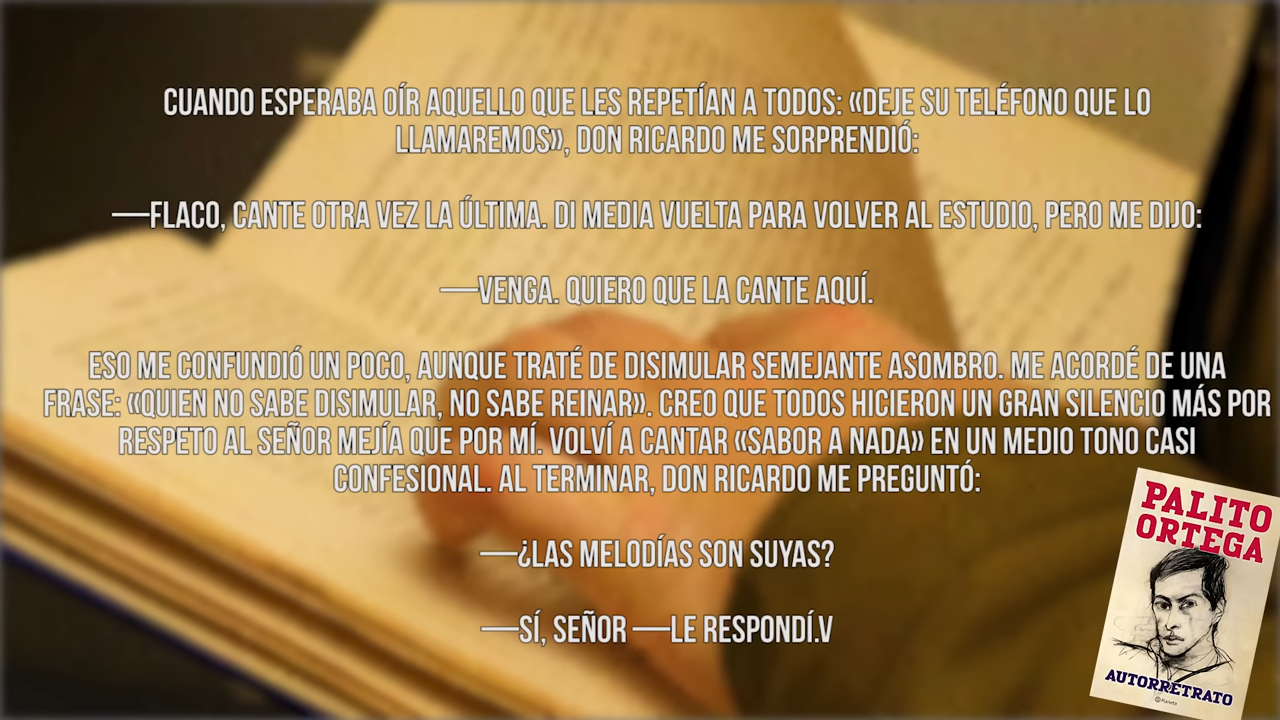 CUANDO ESPERABA OÍR AQUELLO QUE LES REPETÍAN A TODOS: «DEJE SU TELÉFONO QUE LO
LLAMAREMOS», DON RICARDO ME SORPRENDIÓ:
—FLACO, CANTE OTRA VEZ LA ÚLTIMA. DI MEDIA VUELTA PARA VOLVER AL ESTUDIO, PERO ME DIJO:
—VENGA. QUIERO QUE LA CANTE AQUÍ.
ESO ME CONFUNDIÓ UN POCO, AUNQUE TRATÉ DE DISIMULAR SEMEJANTE ASOMBRO. ME ACORDÉ DE UNA
FRASE: «QUIEN NO SABE DISIMULAR, NO SABE REINAR». CREO QUE TODOS HICIERON UN GRAN SILENCIO MÁS POR
RESPETO AL SEÑOR MEJÍA QUE POR MÍ. VOLVÍ A CANTAR «SABOR A NADA» EN UN MEDIO TONO CASI
CONFESIONAL. AL TERMINAR, DON RICARDO ME PREGUNTÓ:
—¿LAS MELODÍAS SON SUYAS?
—SÍ, SEÑOR —LE RESPONDÍ.V
PALITO
ORTEGA
AUTORRETRATO
Planeta